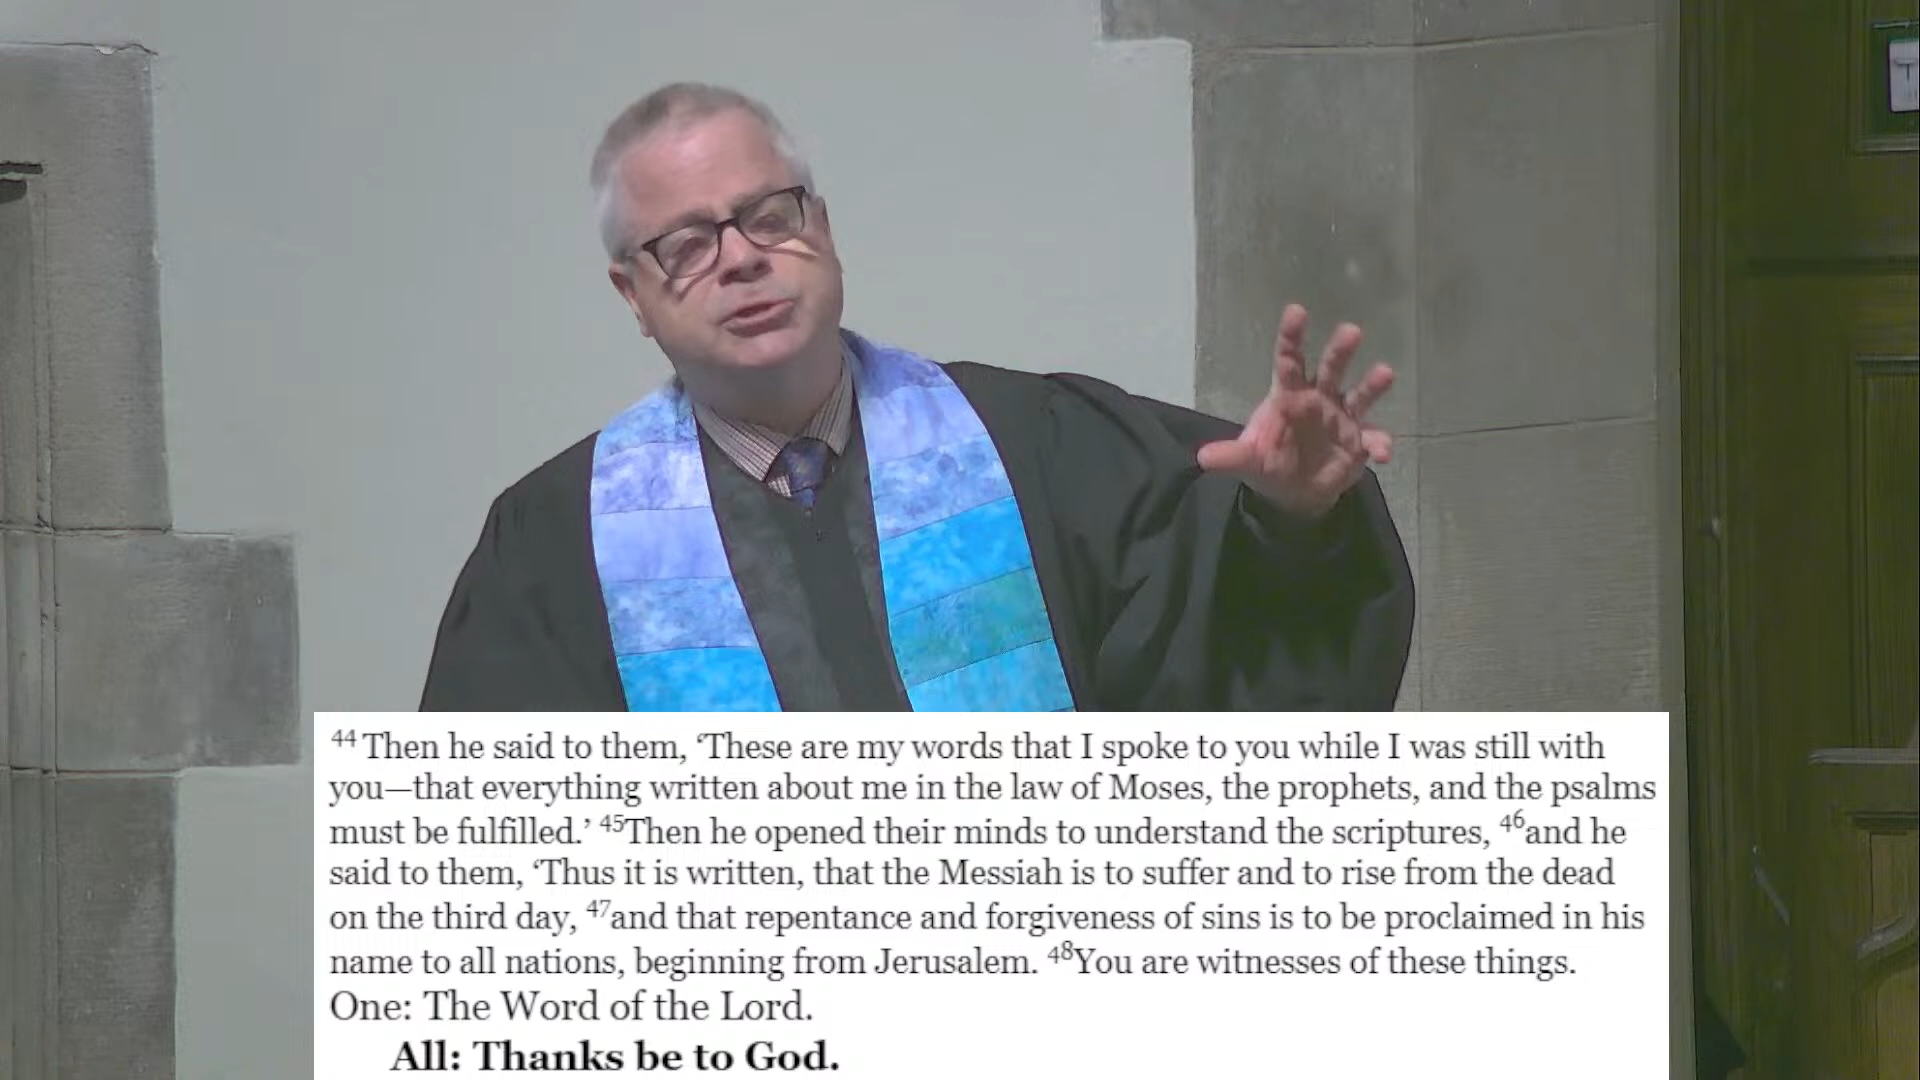 ⁴⁴ Then he said to them, ‘These are my words that I spoke to you while I was still with
you—that everything written about me in the law of Moses, the prophets, and the psalms
must be fulfilled.’ ⁴⁵Then he opened their minds to understand the scriptures, ⁴⁶and he
said to them, ‘Thus it is written, that the Messiah is to suffer and to rise from the dead
on the third day, ⁴⁷and that repentance and forgiveness of sins is to be proclaimed in his
name to all nations, beginning from Jerusalem. ⁴⁸You are witnesses of these things.
One: The Word of the Lord.
All: Thanks be to God.